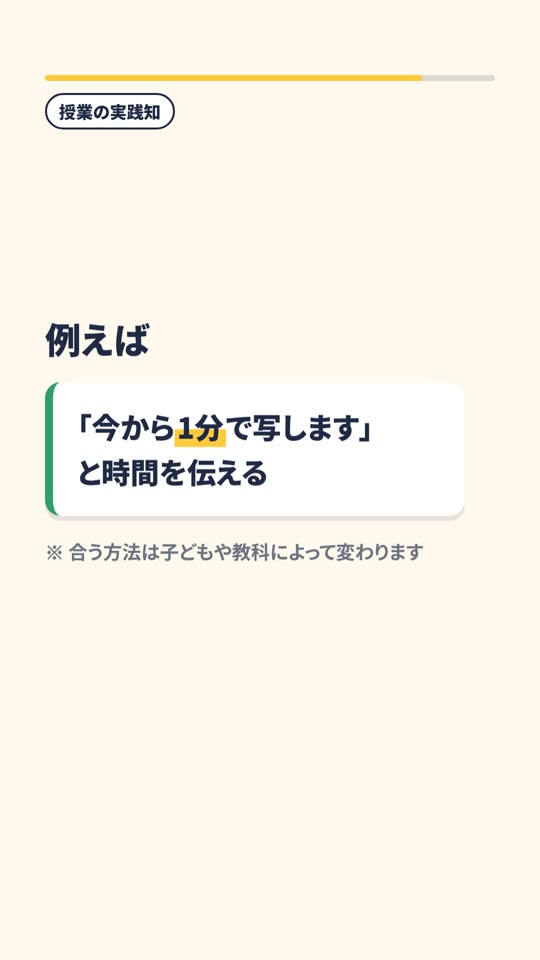 授業の実践知
例えば
「今から1分で写します」
と時間を伝える
※ 合う方法は子どもや教科によって変わります